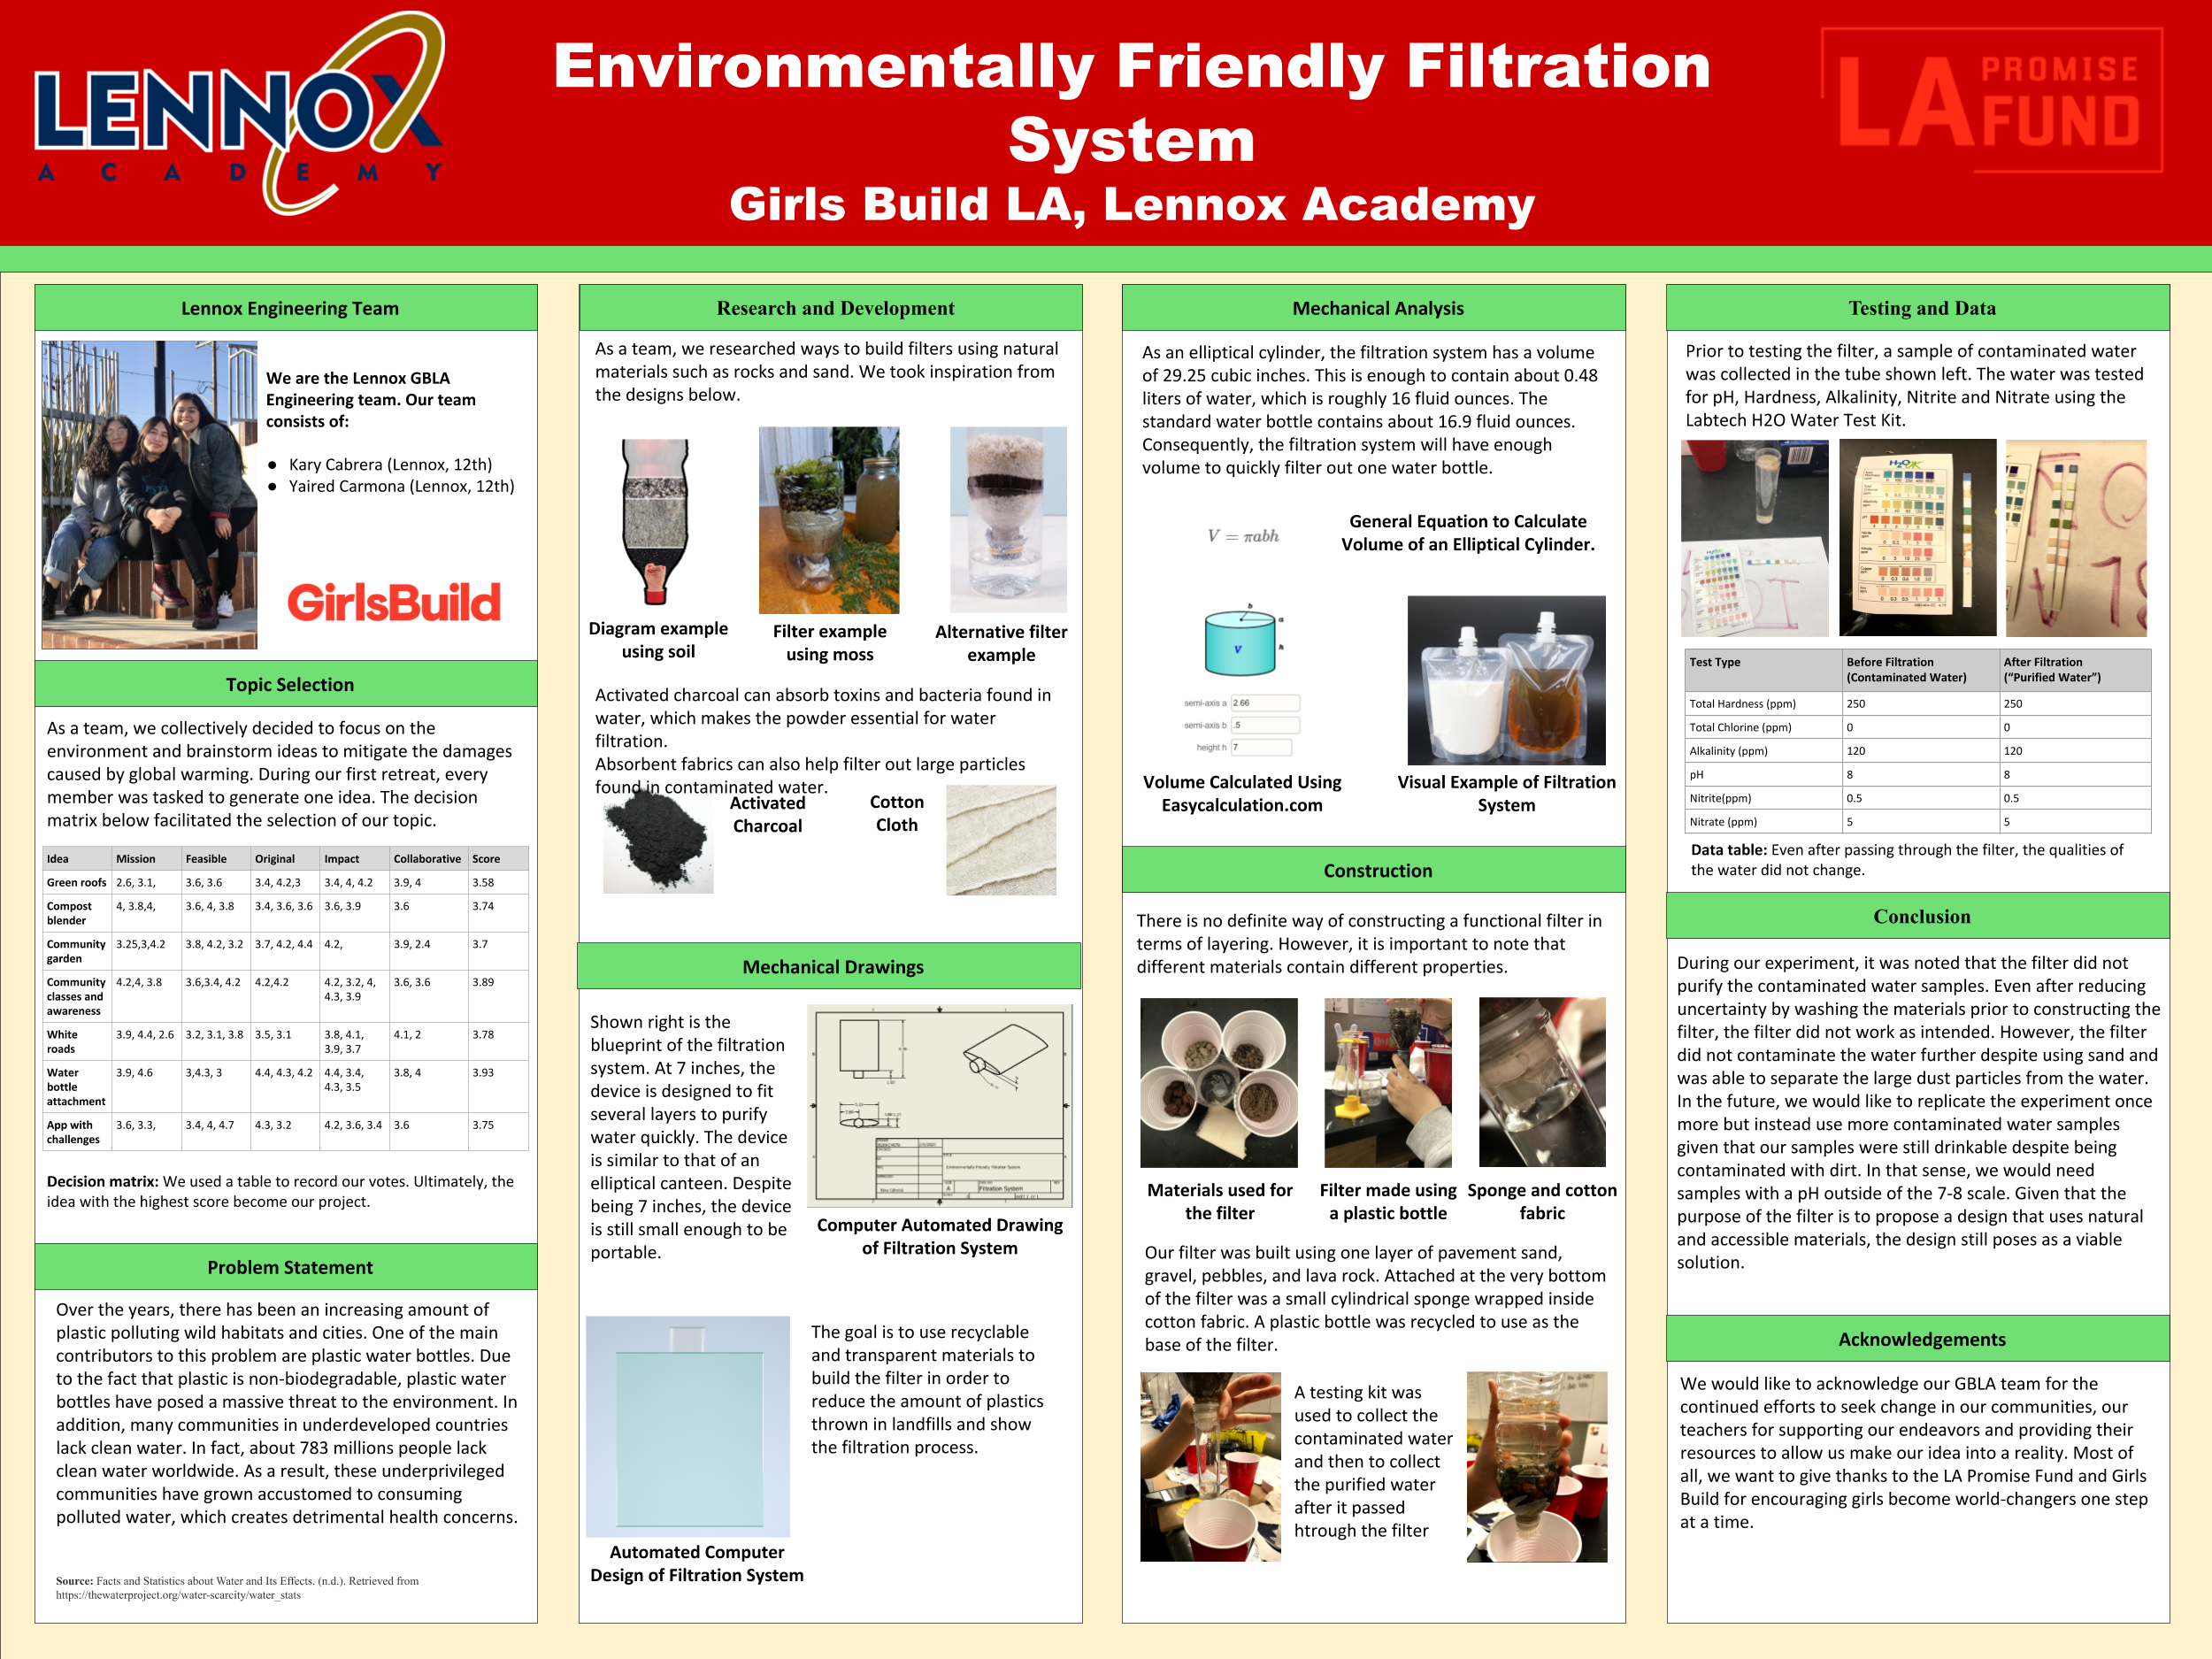 LENNOX
ACADEMY
Environmentally Friendly Filtration
System
Girls Build LA, Lennox Academy
LA PROMISE
FUND
Lennox Engineering Team
We are the Lennox GBLA
Engineering team. Our team
consists of:
● Kary Cabrera (Lennox, 12th)
● Yaired Carmona (Lennox, 12th)
GirlsBuild
Topic Selection
As a team, we collectively decided to focus on the
environment and brainstorm ideas to mitigate the damages
caused by global warming. During our first retreat, every
member was tasked to generate one idea. The decision
matrix below facilitated the selection of our topic.
Idea Mission Feasible Original Impact Collaborative Score
Green roofs 2.6, 3.1, 3.6, 3.6 3.4, 4.2,3 3.4, 4, 4.2 3.9, 4 3.58
Compost 4, 3.8,4, 3.6, 4, 3.8 3.4, 3.6, 3.6 3.6, 3.9 3.6 3.74
blender
Community 3.25,3,4.2 3.8, 4.2, 3.2 3.7, 4.2, 4.4 4.2, 3.9, 2.4 3.7
garden
Community 4.2,4, 3.8 3.6,3.4, 4.2 4.2,4.2 4.2, 3.2, 4, 3.6, 3.6 3.89
classes and 4.3, 3.9
awareness
White 3.9, 4.4, 2.6 3.2, 3.1, 3.8 3.5, 3.1 3.8, 4.1, 4.1, 2 3.78
roads 3.9, 3.7
Water 3.9, 4.6 3,4.3, 3 4.4, 4.3, 4.2 4.4, 3.4, 3.8, 4 3.93
bottle 4.3, 3.5
attachment
App with 3.6, 3.3, 3.4, 4, 4.7 4.3, 3.2 4.2, 3.6, 3.4 3.6 3.75
challenges
Decision matrix: We used a table to record our votes. Ultimately, the
idea with the highest score become our project.
Problem Statement
Over the years, there has been an increasing amount of
plastic polluting wild habitats and cities. One of the main
contributors to this problem are plastic water bottles. Due
to the fact that plastic is non-biodegradable, plastic water
bottles have posed a massive threat to the environment. In
addition, many communities in underdeveloped countries
lack clean water. In fact, about 783 millions people lack
clean water worldwide. As a result, these underprivileged
communities have grown accustomed to consuming
polluted water, which creates detrimental health concerns.
Source: Facts and Statistics about Water and Its Effects. (n.d.). Retrieved from
https://thewaterproject.org/water-scarcity/water_stats
Research and Development
As a team, we researched ways to build filters using natural
materials such as rocks and sand. We took inspiration from
the designs below.
Diagram example
using soil
Filter example
using moss
Alternative filter
example
Activated charcoal can absorb toxins and bacteria found in
water, which makes the powder essential for water
filtration.
Absorbent fabrics can also help filter out large particles
found in contaminated water.
Activated
Charcoal
Cotton
Cloth
Mechanical Drawings
Shown right is the
blueprint of the filtration
system. At 7 inches, the
device is designed to fit
several layers to purify
water quickly. The device
is similar to that of an
elliptical canteen. Despite
being 7 inches, the device
is still small enough to be
portable.
Environmentally Friendly Filtration System
A Filtration System
Computer Automated Drawing
of Filtration System
The goal is to use recyclable
and transparent materials to
build the filter in order to
reduce the amount of plastics
thrown in landfills and show
the filtration process.
Automated Computer
Design of Filtration System
Mechanical Analysis
As an elliptical cylinder, the filtration system has a volume
of 29.25 cubic inches. This is enough to contain about 0.48
liters of water, which is roughly 16 fluid ounces. The
standard water bottle contains about 16.9 fluid ounces.
Consequently, the filtration system will have enough
volume to quickly filter out one water bottle.
V = πabh
General Equation to Calculate
Volume of an Elliptical Cylinder.
b
a
V
h
semi-axis a 2.66
semi-axis b .5
height h 7
Volume Calculated Using
Easycalculation.com
Visual Example of Filtration
System
Construction
There is no definite way of constructing a functional filter in
terms of layering. However, it is important to note that
different materials contain different properties.
Materials used for
the filter
Filter made using
a plastic bottle
Sponge and cotton
fabric
Our filter was built using one layer of pavement sand,
gravel, pebbles, and lava rock. Attached at the very bottom
of the filter was a small cylindrical sponge wrapped inside
cotton fabric. A plastic bottle was recycled to use as the
base of the filter.
A testing kit was
used to collect the
contaminated water
and then to collect
the purified water
after it passed
htrough the filter
Testing and Data
Prior to testing the filter, a sample of contaminated water
was collected in the tube shown left. The water was tested
for pH, Hardness, Alkalinity, Nitrite and Nitrate using the
Labtech H2O Water Test Kit.
H2O
Test Type Before Filtration After Filtration
(Contaminated Water) (“Purified Water”)
Total Hardness (ppm) 250 250
Total Chlorine (ppm) 0 0
Alkalinity (ppm) 120 120
pH 8 8
Nitrite(ppm) 0.5 0.5
Nitrate (ppm) 5 5
Data table: Even after passing through the filter, the qualities of
the water did not change.
Conclusion
During our experiment, it was noted that the filter did not
purify the contaminated water samples. Even after reducing
uncertainty by washing the materials prior to constructing the
filter, the filter did not work as intended. However, the filter
did not contaminate the water further despite using sand and
was able to separate the large dust particles from the water.
In the future, we would like to replicate the experiment once
more but instead use more contaminated water samples
given that our samples were still drinkable despite being
contaminated with dirt. In that sense, we would need
samples with a pH outside of the 7-8 scale. Given that the
purpose of the filter is to propose a design that uses natural
and accessible materials, the design still poses as a viable
solution.
Acknowledgements
We would like to acknowledge our GBLA team for the
continued efforts to seek change in our communities, our
teachers for supporting our endeavors and providing their
resources to allow us make our idea into a reality. Most of
all, we want to give thanks to the LA Promise Fund and Girls
Build for encouraging girls become world-changers one step
at a time.